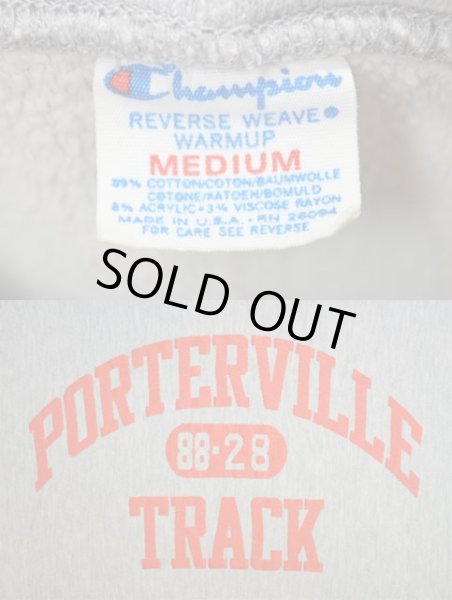 Champion
REVERSE WEAVE®
WARMUP
MEDIUM
89% COTTON/COTON/BAUMWOLLE
COTONE/KATOEN/BOMULD
8% ACRYLIC • 3% VISCOSE RAYON
MADE IN U.S.A. • RN 26094
FOR CARE SEE REVERSE
SOLD OUT
PORTERVILLE
88·28
TRACK